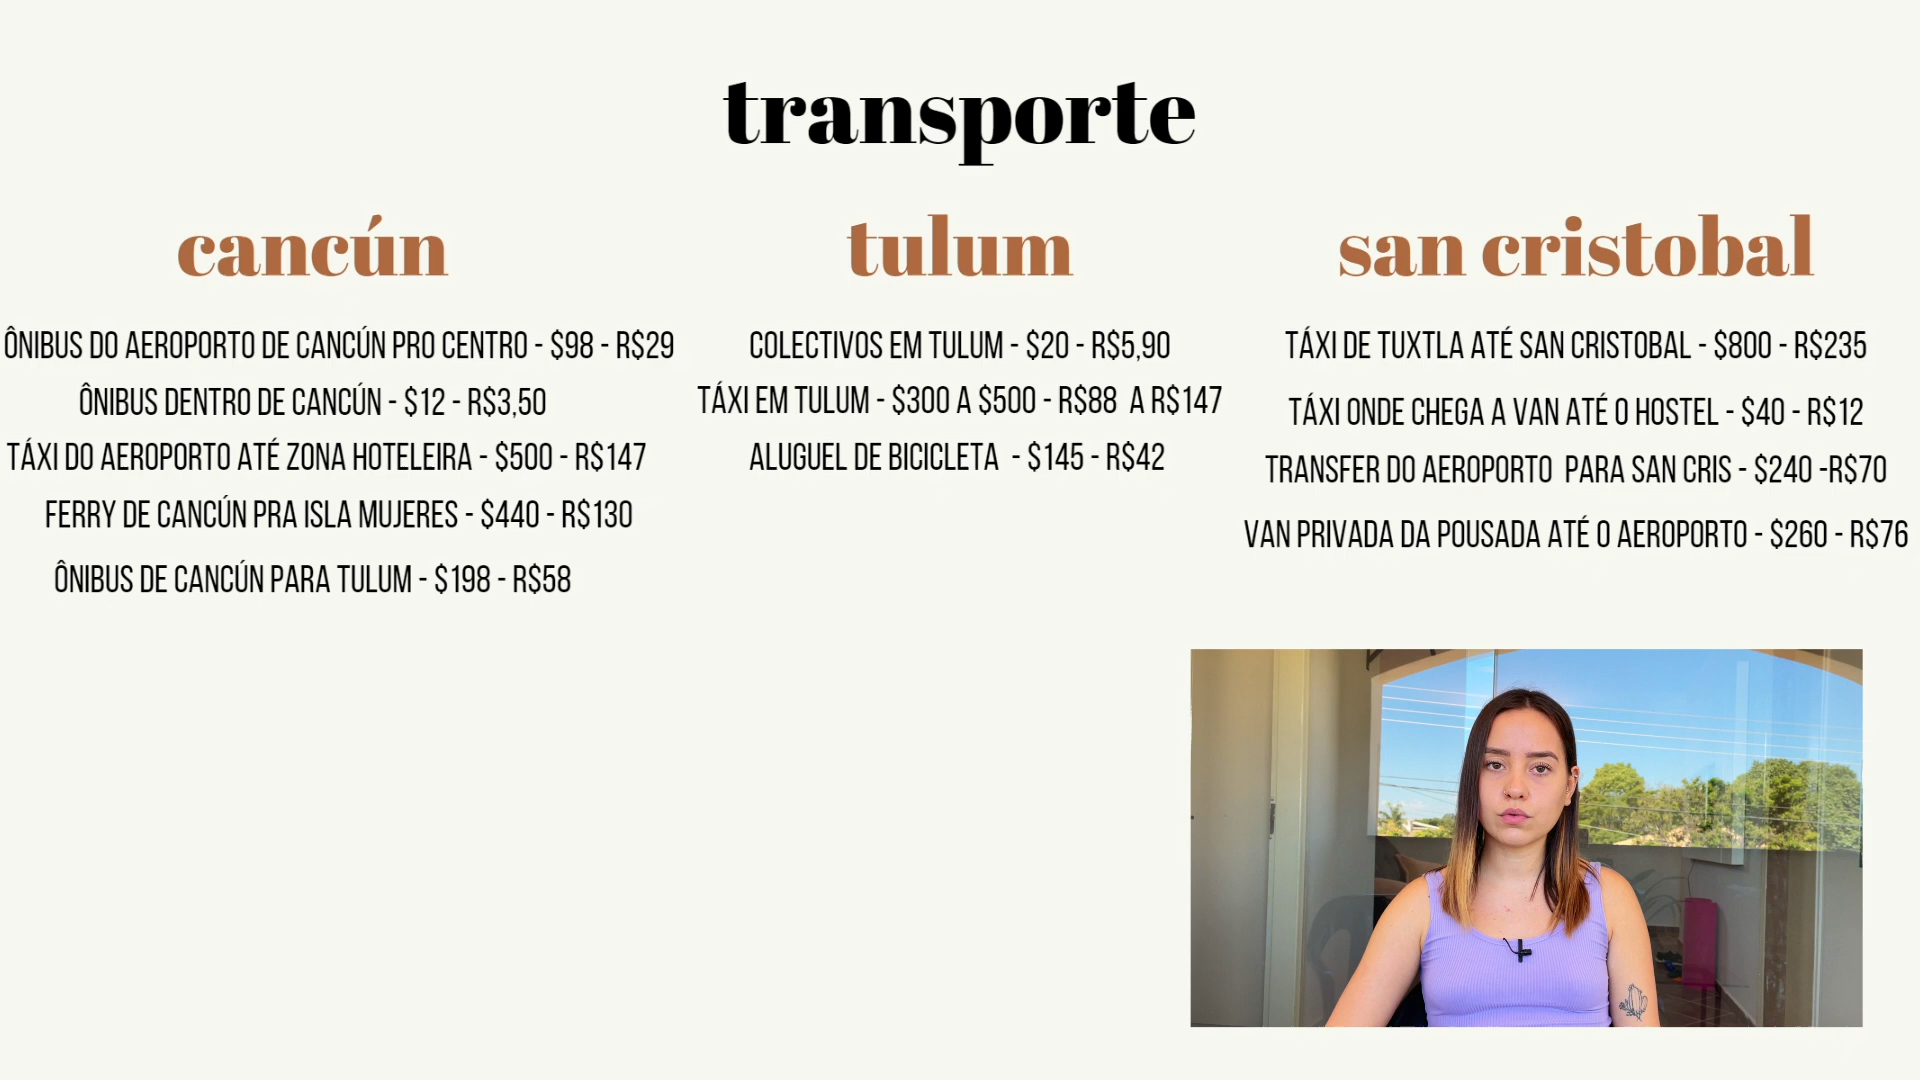 transporte
cancún
ÔNIBUS DO AEROPORTO DE CANCÚN PRO CENTRO - $98 - R$29
ÔNIBUS DENTRO DE CANCÚN - $12 - R$3,50
TÁXI DO AEROPORTO ATÉ ZONA HOTELEIRA - $500 - R$147
FERRY DE CANCÚN PRA ISLA MUJERES - $440 - R$130
ÔNIBUS DE CANCÚN PARA TULUM - $198 - R$58
tulum
COLECTIVOS EM TULUM - $20 - R$5,90
TÁXI EM TULUM - $300 A $500 - R$88 A R$147
ALUGUEL DE BICICLETA - $145 - R$42
san cristobal
TÁXI DE TUXTLA ATÉ SAN CRISTOBAL - $800 - R$235
TÁXI ONDE CHEGA A VAN ATÉ O HOSTEL - $40 - R$12
TRANSFER DO AEROPORTO PARA SAN CRIS - $240 -R$70
VAN PRIVADA DA POUSADA ATÉ O AEROPORTO - $260 - R$76